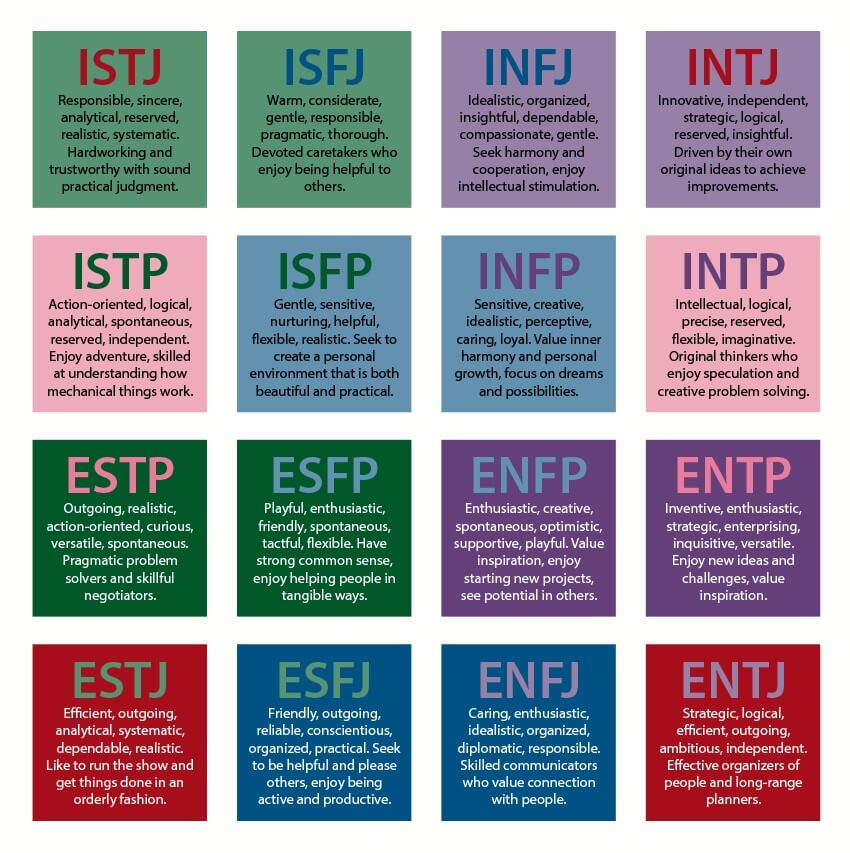 ISTJ
Responsible, sincere,
analytical, reserved,
realistic, systematic.
Hardworking and
trustworthy with sound
practical judgment.
ISFJ
Warm, considerate,
gentle, responsible,
pragmatic, thorough.
Devoted caretakers who
enjoy being helpful to
others.
INFJ
Idealistic, organized,
insightful, dependable,
compassionate, gentle.
Seek harmony and
cooperation, enjoy
intellectual stimulation.
INTJ
Innovative, independent,
strategic, logical,
reserved, insightful.
Driven by their own
original ideas to achieve
improvements.
ISTP
Action-oriented, logical,
analytical, spontaneous,
reserved, independent.
Enjoy adventure, skilled
at understanding how
mechanical things work.
ISFP
Gentle, sensitive,
nurturing, helpful,
flexible, realistic. Seek to
create a personal
environment that is both
beautiful and practical.
INFP
Sensitive, creative,
idealistic, perceptive,
caring, loyal. Value inner
harmony and personal
growth, focus on dreams
and possibilities.
INTP
Intellectual, logical,
precise, reserved,
flexible, imaginative.
Original thinkers who
enjoy speculation and
creative problem solving.
ESTP
Outgoing, realistic,
action-oriented, curious,
versatile, spontaneous.
Pragmatic problem
solvers and skillful
negotiators.
ESFP
Playful, enthusiastic,
friendly, spontaneous,
tactful, flexible. Have
strong common sense,
enjoy helping people in
tangible ways.
ENFP
Enthusiastic, creative,
spontaneous, optimistic,
supportive, playful. Value
inspiration, enjoy
starting new projects,
see potential in others.
ENTP
Inventive, enthusiastic,
strategic, enterprising,
inquisitive, versatile.
Enjoy new ideas and
challenges, value
inspiration.
ESTJ
Efficient, outgoing,
analytical, systematic,
dependable, realistic.
Like to run the show and
get things done in an
orderly fashion.
ESFJ
Friendly, outgoing,
reliable, conscientious,
organized, practical. Seek
to be helpful and please
others, enjoy being
active and productive.
ENFJ
Caring, enthusiastic,
idealistic, organized,
diplomatic, responsible.
Skilled communicators
who value connection
with people.
ENTJ
Strategic, logical,
efficient, outgoing,
ambitious, independent.
Effective organizers of
people and long-range
planners.